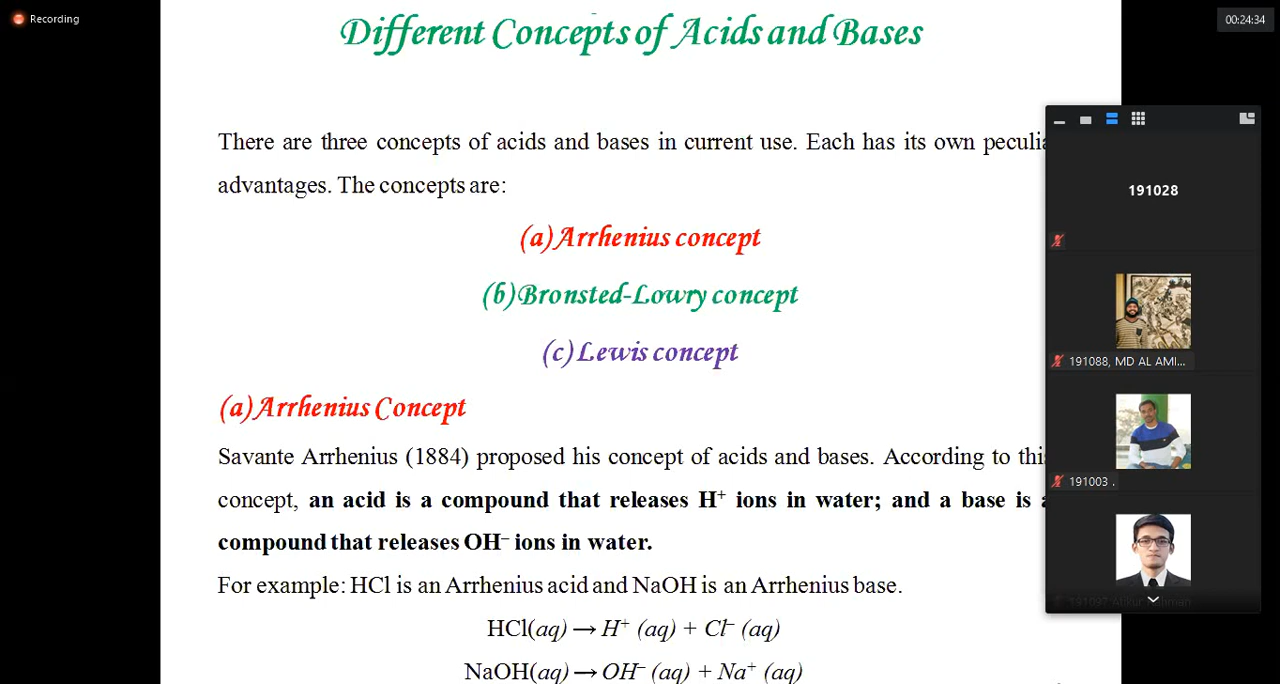 Recording
00:24:34
Different Concepts of Acids and Bases
There are three concepts of acids and bases in current use. Each has its own peculia
advantages. The concepts are:
(a) Arrhenius concept
(b) Bronsted-Lowry concept
(c) Lewis concept
(a) Arrhenius Concept
Savante Arrhenius (1884) proposed his concept of acids and bases. According to this
concept, an acid is a compound that releases H⁺ ions in water; and a base is a
compound that releases OH⁻ ions in water.
For example: HCl is an Arrhenius acid and NaOH is an Arrhenius base.
HCl(aq) → H⁺ (aq) + Cl⁻ (aq)
NaOH(aq) → OH⁻ (aq) + Na⁺ (aq)
191028
191088, MD AL AMI...
191003 .
191097 Atikur Rahman